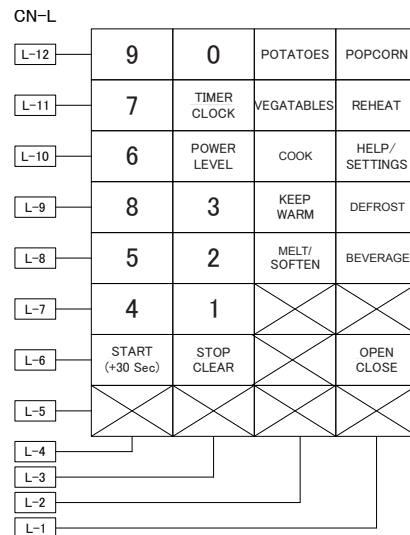 CN-L
L-12 9 0 POTATOES POPCORN
L-11 7 TIMER CLOCK VEGATABLES REHEAT
L-10 6 POWER LEVEL COOK HELP/ SETTINGS
L-9 8 3 KEEP WARM DEFROST
L-8 5 2 MELT/ SOFTEN BEVERAGE
L-7 4 1
L-6 START (+30 Sec) STOP CLEAR OPEN CLOSE
L-5
L-4
L-3
L-2
L-1